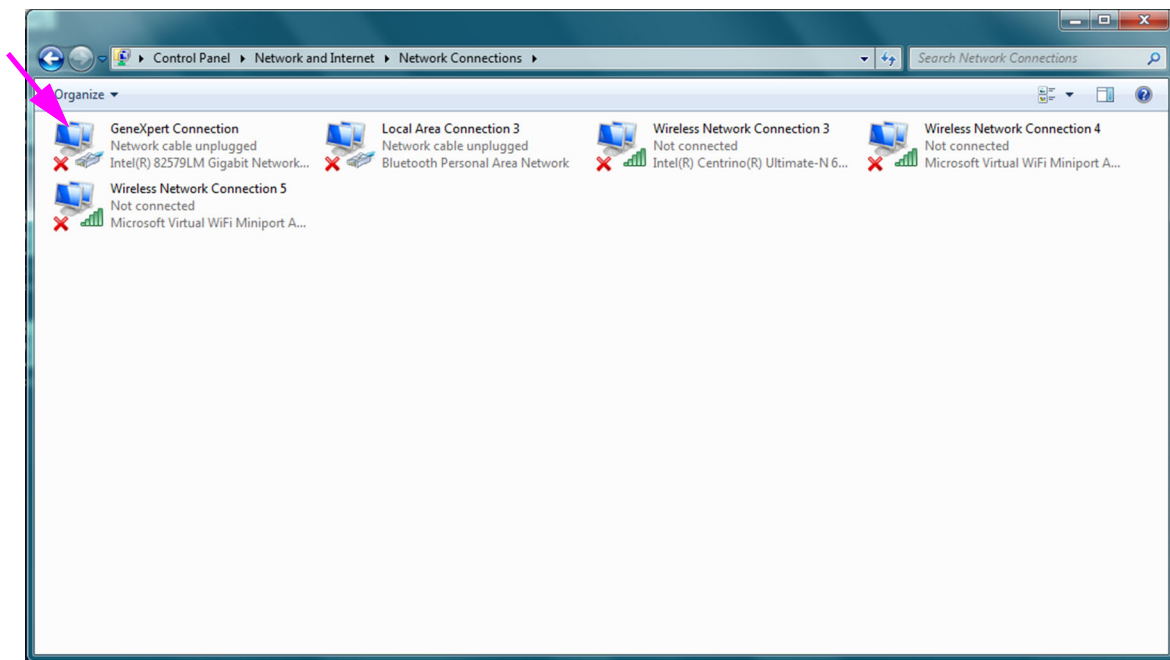 Control Panel Network and Internet Network Connections
Search Network Connections
Organize
GeneXpert Connection
Network cable unplugged
Intel(R) 82579LM Gigabit Network...
Local Area Connection 3
Network cable unplugged
Bluetooth Personal Area Network
Wireless Network Connection 3
Not connected
Intel(R) Centrino(R) Ultimate-N 6...
Wireless Network Connection 4
Not connected
Microsoft Virtual WiFi Miniport A...
Wireless Network Connection 5
Not connected
Microsoft Virtual WiFi Miniport A...